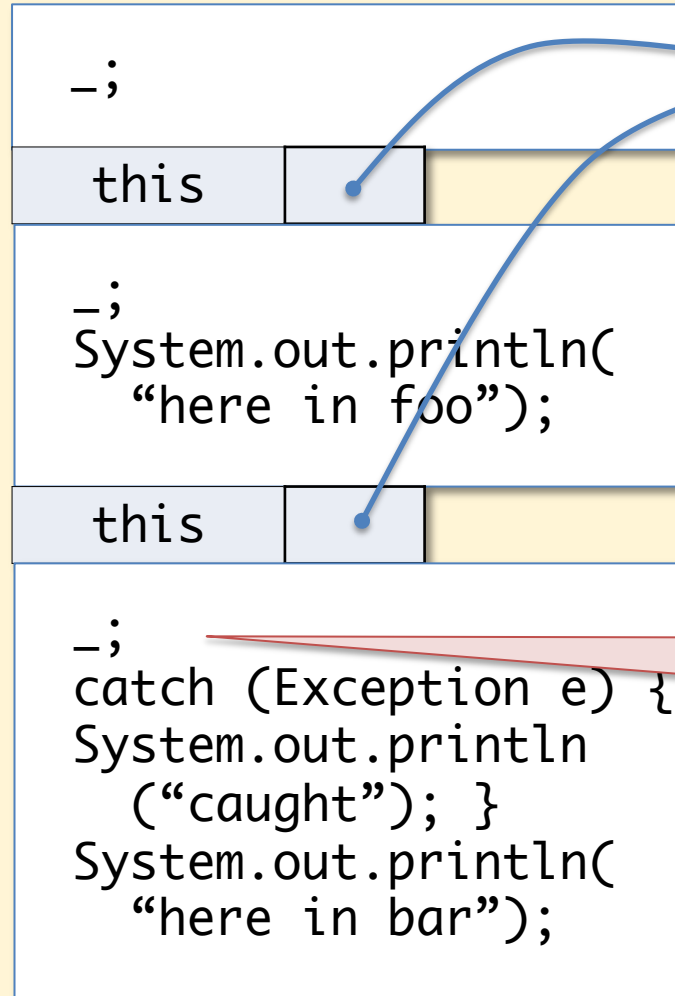 _;
this
_;
System.out.println(
“here in foo”);
this
_;
catch (Exception e) {
System.out.println
(“caught”); }
System.out.println(
“here in bar”);